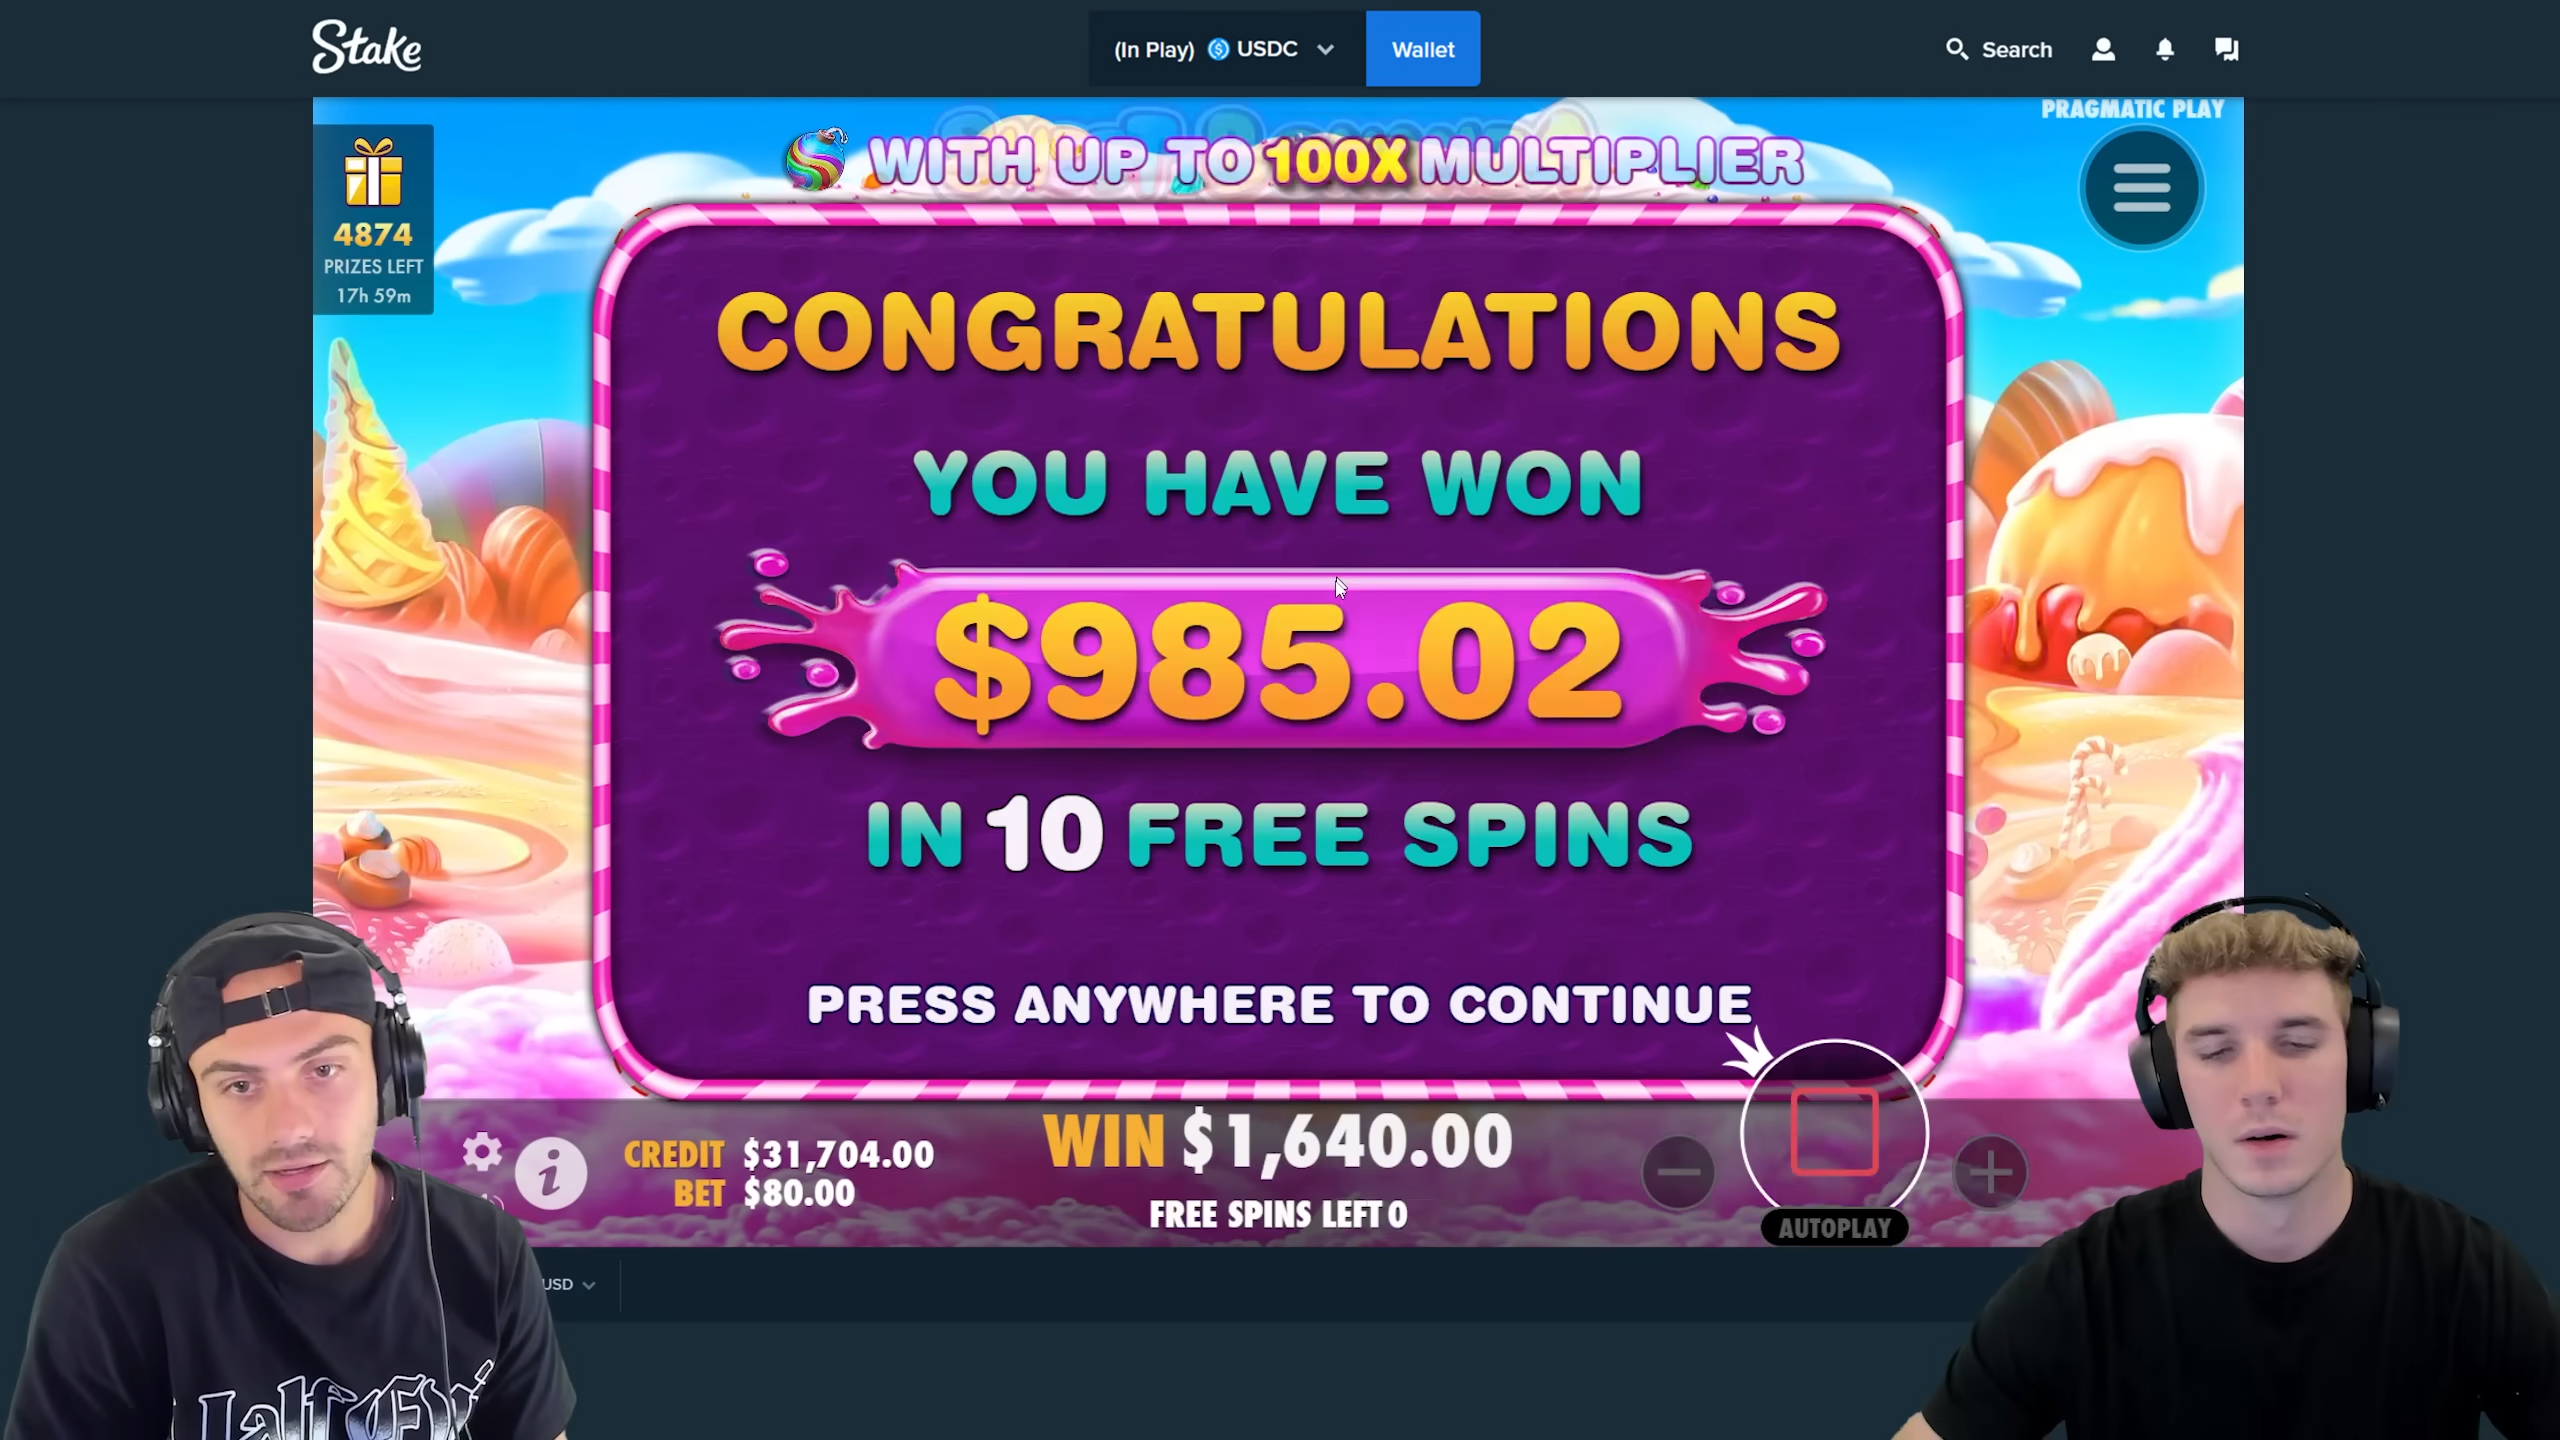 Stake
(In Play) USDC
Wallet
Search
PRAGMATIC PLAY
4874
PRIZES LEFT
17h 59m
WITH UP TO 100X MULTIPLIER
CONGRATULATIONS
YOU HAVE WON
$985.02
IN 10 FREE SPINS
PRESS ANYWHERE TO CONTINUE
CREDIT $31,704.00
BET $80.00
WIN $1,640.00
FREE SPINS LEFT 0
AUTOPLAY
USD